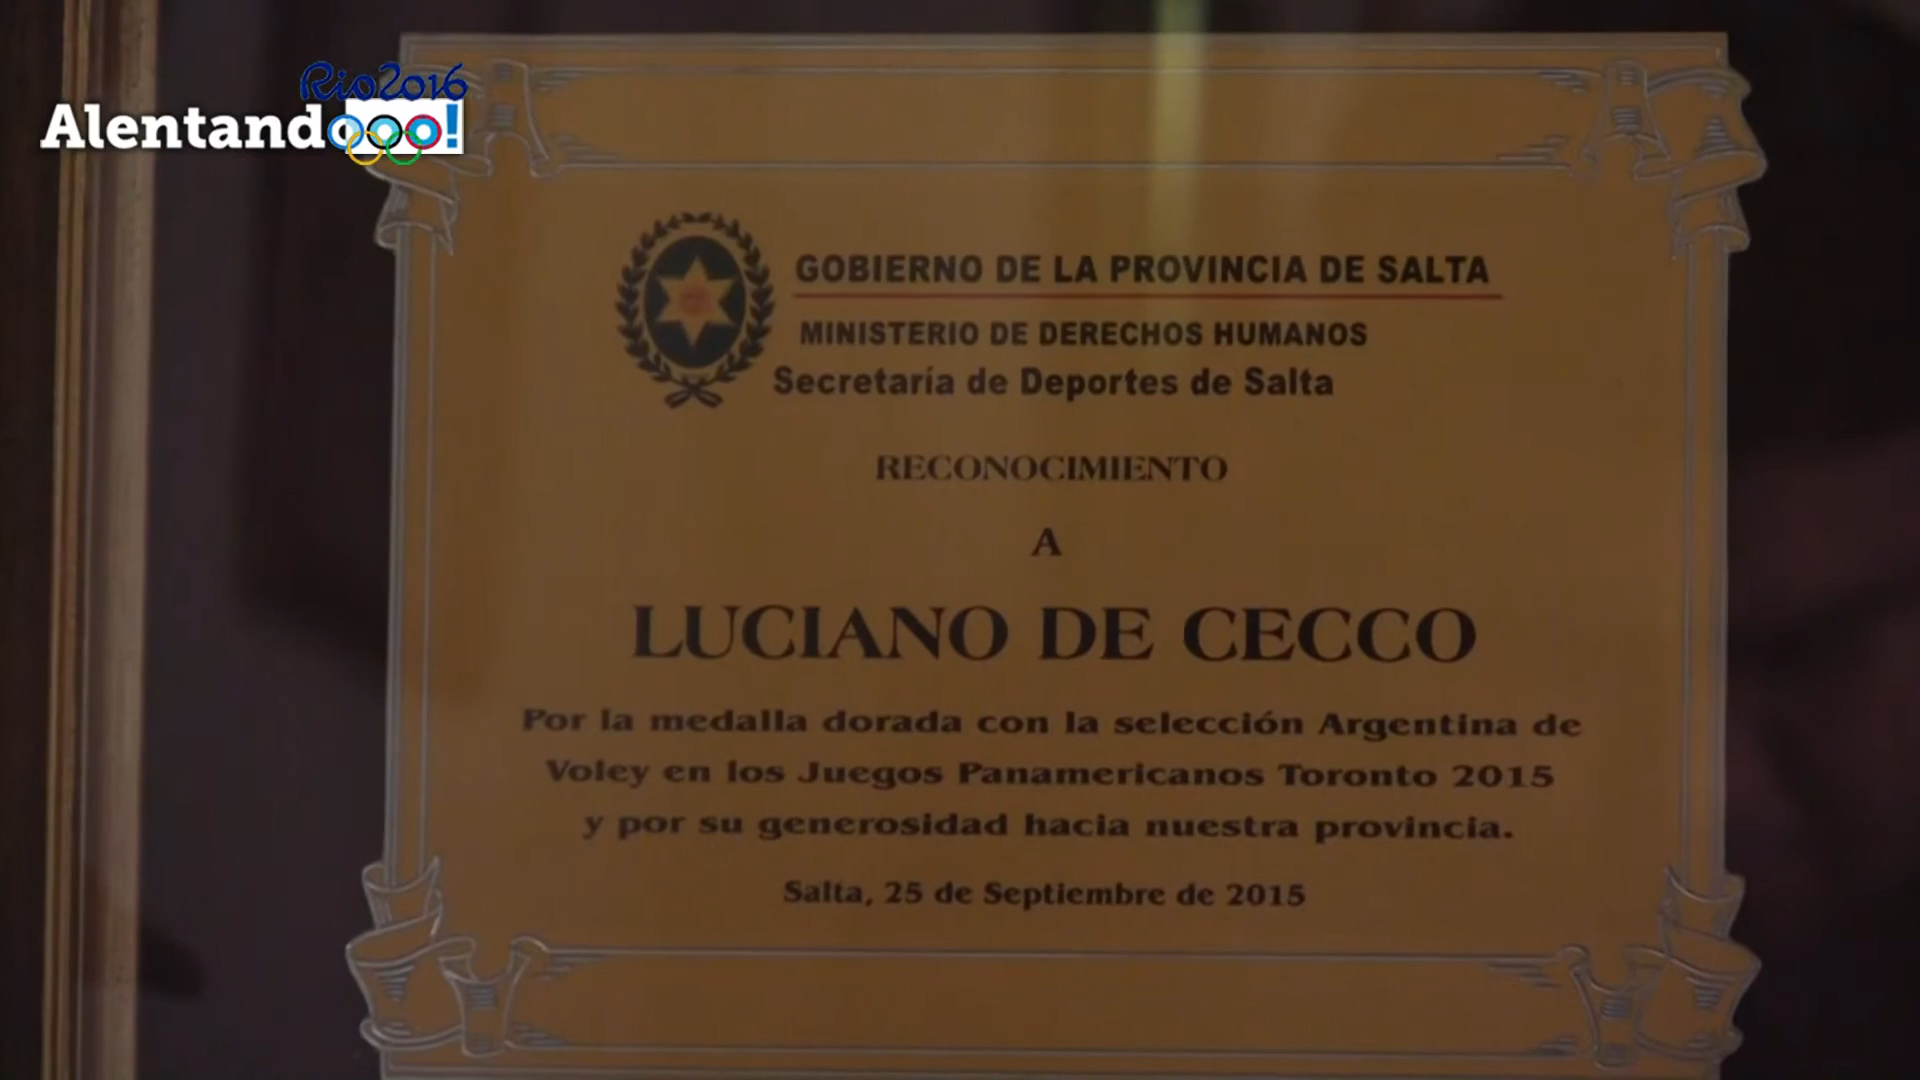 Rio2016
Alentandooo!
GOBIERNO DE LA PROVINCIA DE SALTA
MINISTERIO DE DERECHOS HUMANOS
Secretaría de Deportes de Salta
RECONOCIMIENTO
A
LUCIANO DE CECCO
Por la medalla dorada con la selección Argentina de
Voley en los Juegos Panamericanos Toronto 2015
y por su generosidad hacia nuestra provincia.
Salta, 25 de Septiembre de 2015